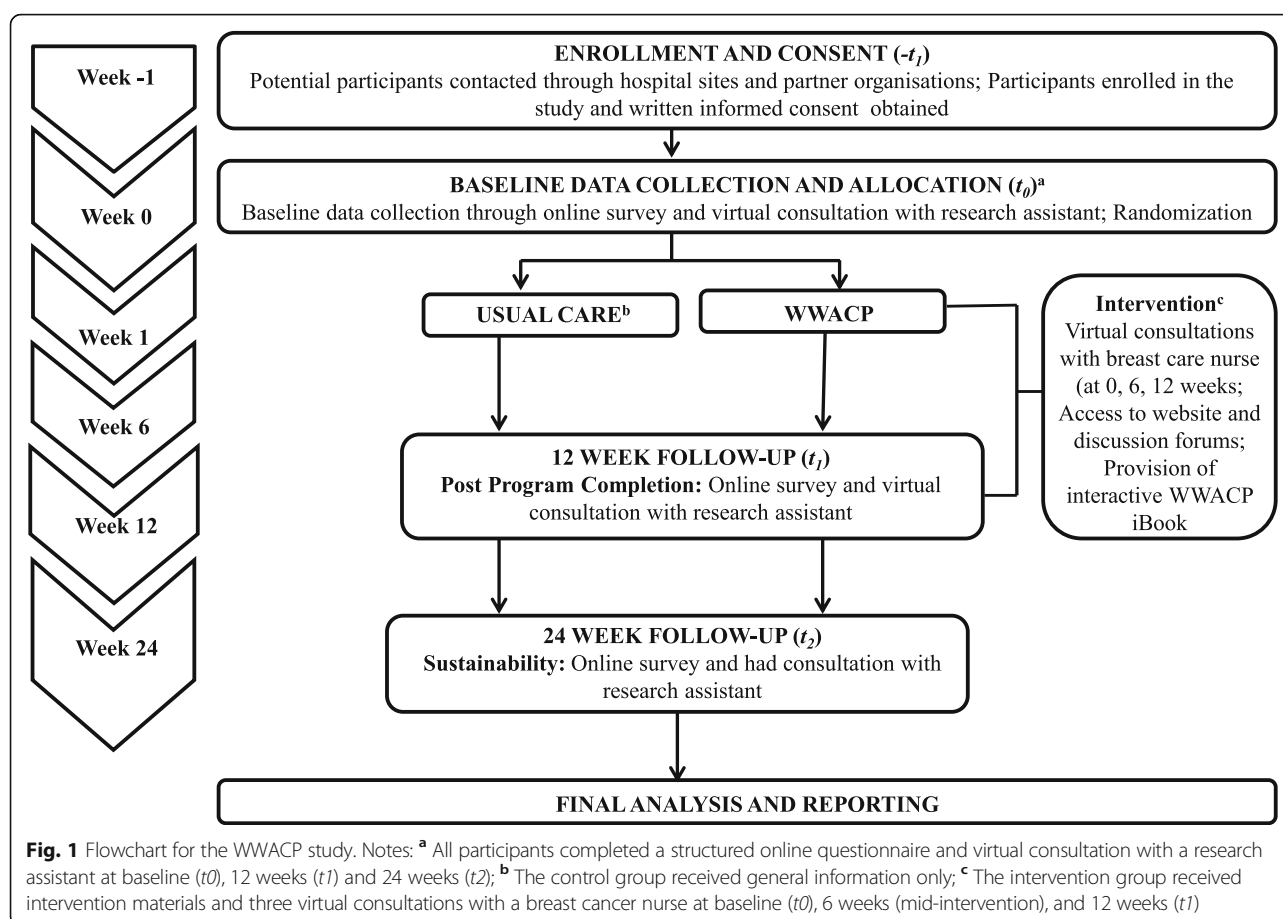 Week -1
Week 0
Week 1
Week 6
Week 12
Week 24
ENROLLMENT AND CONSENT (-t1)
Potential participants contacted through hospital sites and partner organisations; Participants enrolled in the
study and written informed consent obtained
BASELINE DATA COLLECTION AND ALLOCATION (t0)a
Baseline data collection through online survey and virtual consultation with research assistant; Randomization
USUAL CAREb
WWACP
Interventionc
Virtual consultations
with breast care nurse
(at 0, 6, 12 weeks;
Access to website and
discussion forums;
Provision of
interactive WWACP
iBook
12 WEEK FOLLOW-UP (t1)
Post Program Completion: Online survey and virtual
consultation with research assistant
24 WEEK FOLLOW-UP (t2)
Sustainability: Online survey and had consultation with
research assistant
FINAL ANALYSIS AND REPORTING
Fig. 1 Flowchart for the WWACP study. Notes: a All participants completed a structured online questionnaire and virtual consultation with a research
assistant at baseline (t0), 12 weeks (t1) and 24 weeks (t2); b The control group received general information only; c The intervention group received
intervention materials and three virtual consultations with a breast cancer nurse at baseline (t0), 6 weeks (mid-intervention), and 12 weeks (t1)